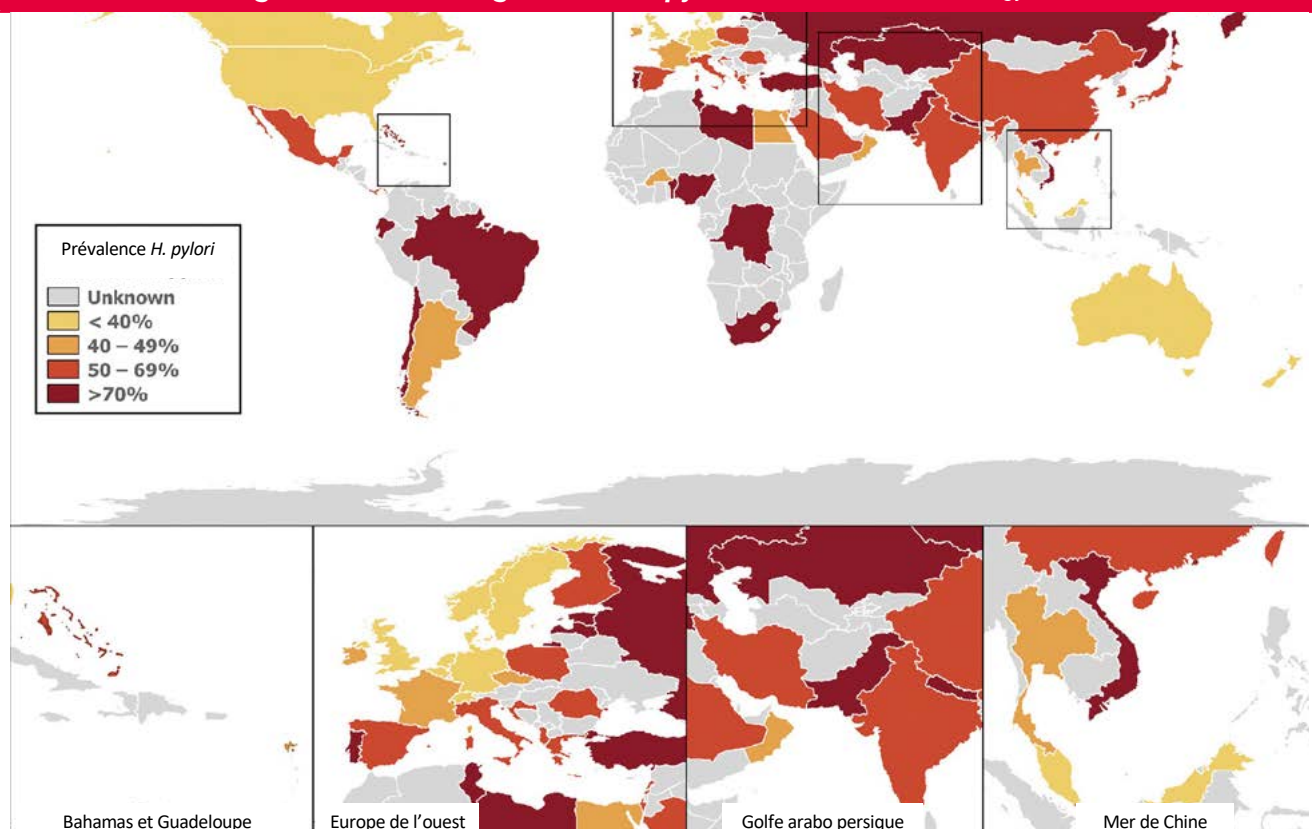 Prévalence H. pylori
Unknown
< 40%
40 – 49%
50 – 69%
>70%
Bahamas et Guadeloupe
Europe de l’ouest
Golfe arabo persique
Mer de Chine